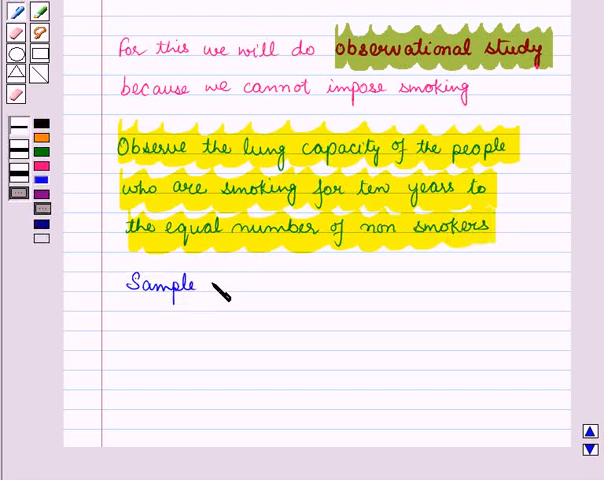 For this we will do observational study
because we cannot impose smoking
Observe the lung capacity of the people
who are smoking for ten years to
the equal number of non smokers
Sample